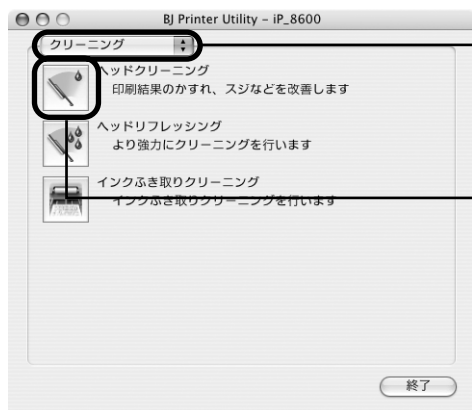 BJ Printer Utility – iP_8600
クリーニング
ヘッドクリーニング
印刷結果のかすれ、スジなどを改善します
ヘッドリフレッシング
より強力にクリーニングを行います
インクふき取りクリーニング
インクふき取りクリーニングを行います
終了